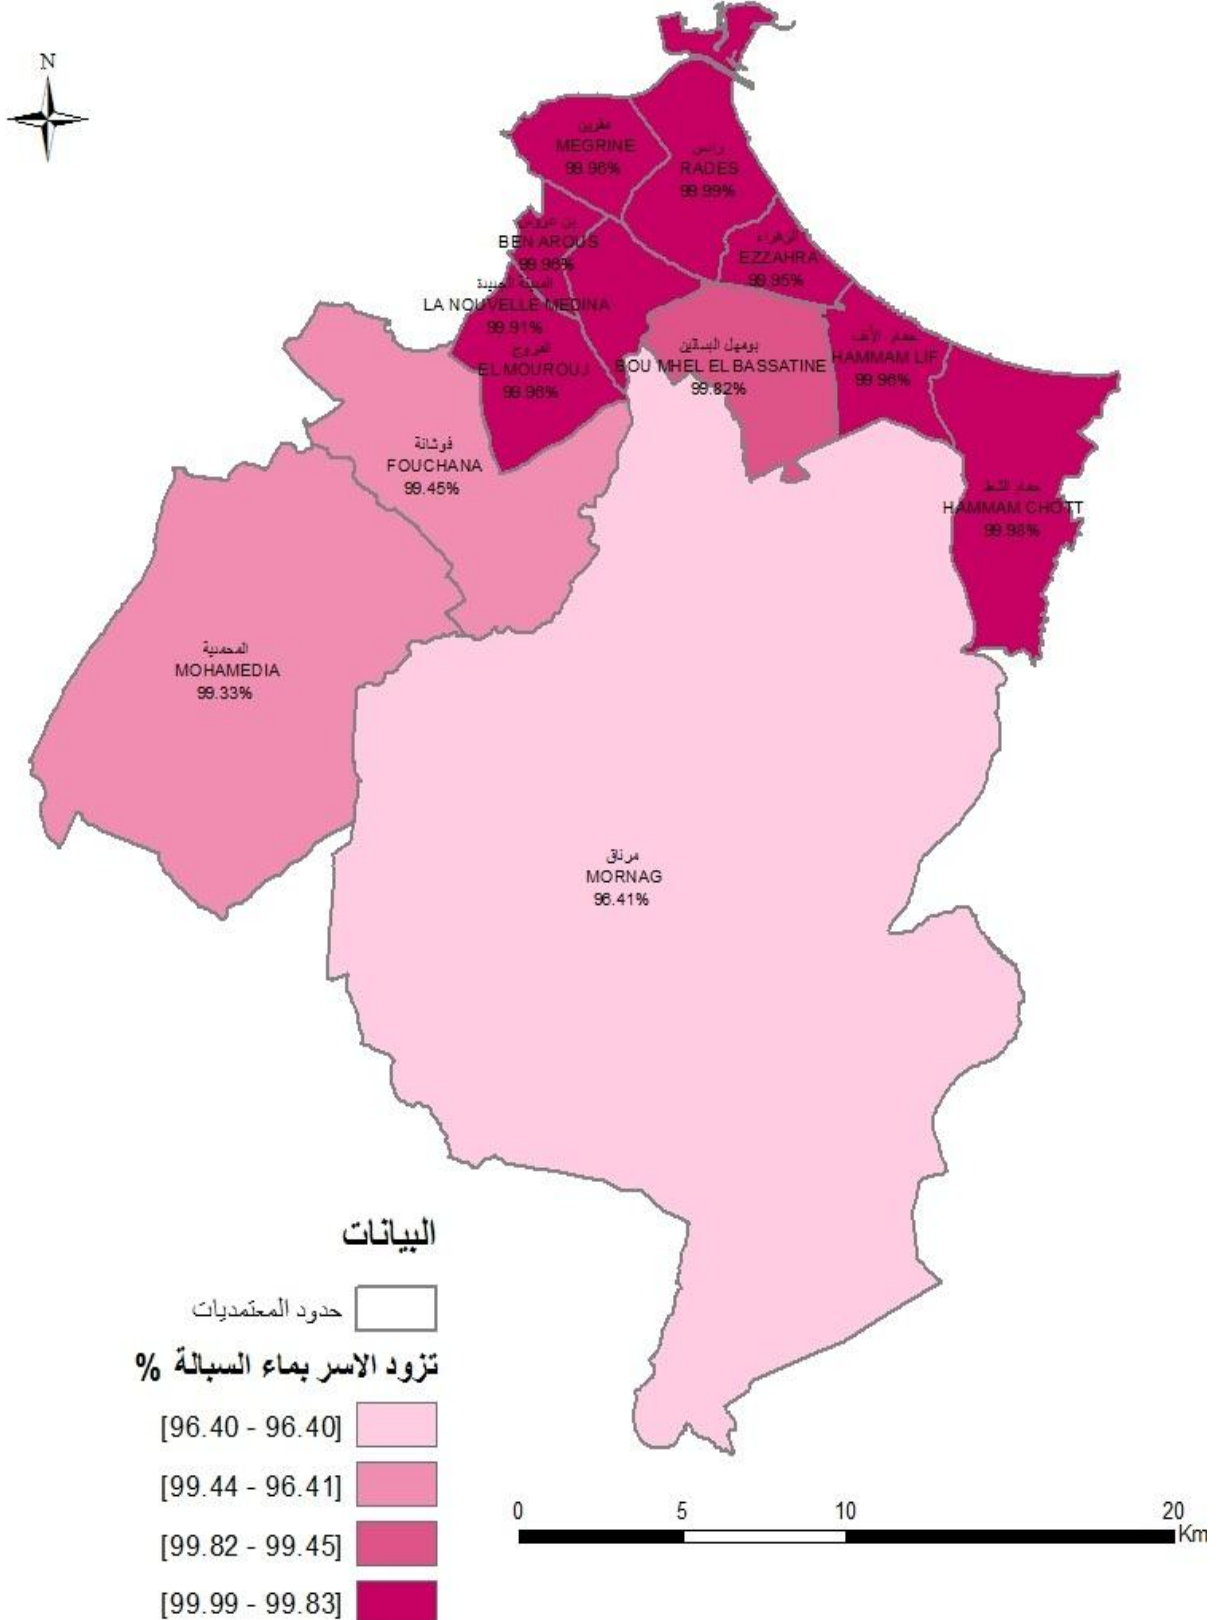 N
مقرين
MEGRINE
99.96%
رادس
RADES
99.99%
بن عروس
BEN AROUS
99.96%
الزهراء
EZZAHRA
99.95%
المدينة الجديدة
LA NOUVELLE MEDINA
99.91%
المروج
EL MOUROUJ
99.96%
بومهل البساتين
BOU MHEL EL BASSATINE
99.82%
حمام الأنف
HAMMAM LIF
99.96%
فوشانة
FOUCHANA
99.45%
حمام الشط
HAMMAM CHOTT
99.98%
المحمدية
MOHAMEDIA
99.33%
مرناق
MORNAG
96.41%
البيانات
حدود المعتمديات
تزود الاسر بماء السبالة %
[96.40 - 96.40]
[99.44 - 96.41]
[99.82 - 99.45]
[99.99 - 99.83]
0 5 10 20
Km